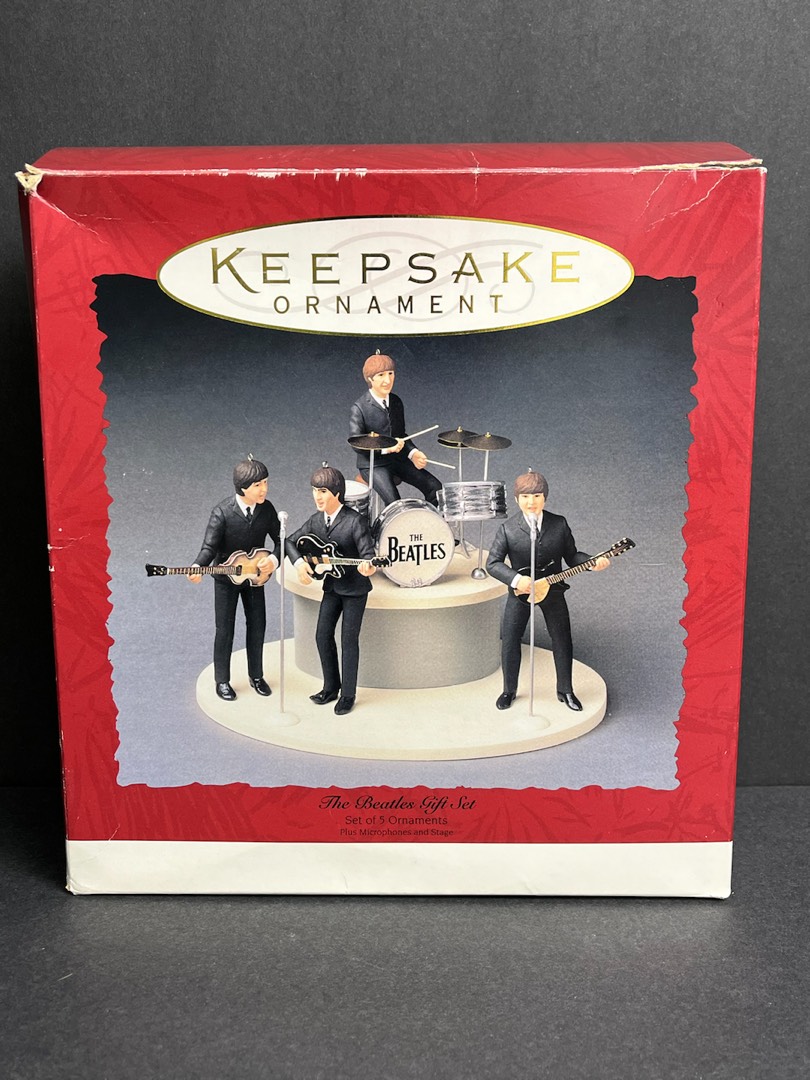 KEEPSAKE
ORNAMENT
THE
BEATLES
The Beatles Gift Set
Set of 5 Ornaments
Plus Microphones and Stage